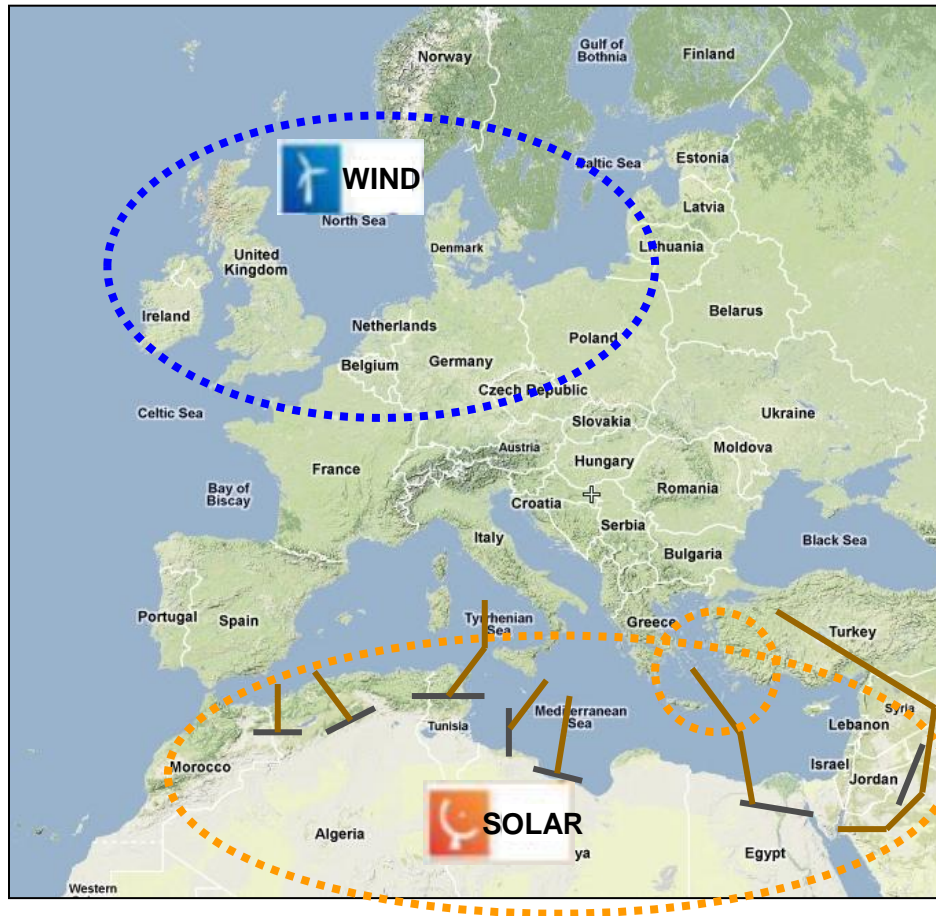 Norway
Gulf of
Bothnia
Finland
WIND
altic Sea
Estonia
North Sea
Latvia
Denmark
Lithuania
United
Kingdom
Ireland
Belarus
Netherlands
Poland
Belgium
Germany
Czech Republic
Celtic Sea
Slovakia
Ukraine
Austria
Moldova
France
Hungary
Bay of
Biscay
Croatia
Romania
Serbia
Italy
Black Sea
Bulgaria
Portugal
Spain
Tyrrhenian
Sea
Greece
Turkey
Syria
Tunisia
Mediterranean
Sea
Lebanon
Morocco
Israel
Jordan
SOLAR
Algeria
ya
Egypt
Western